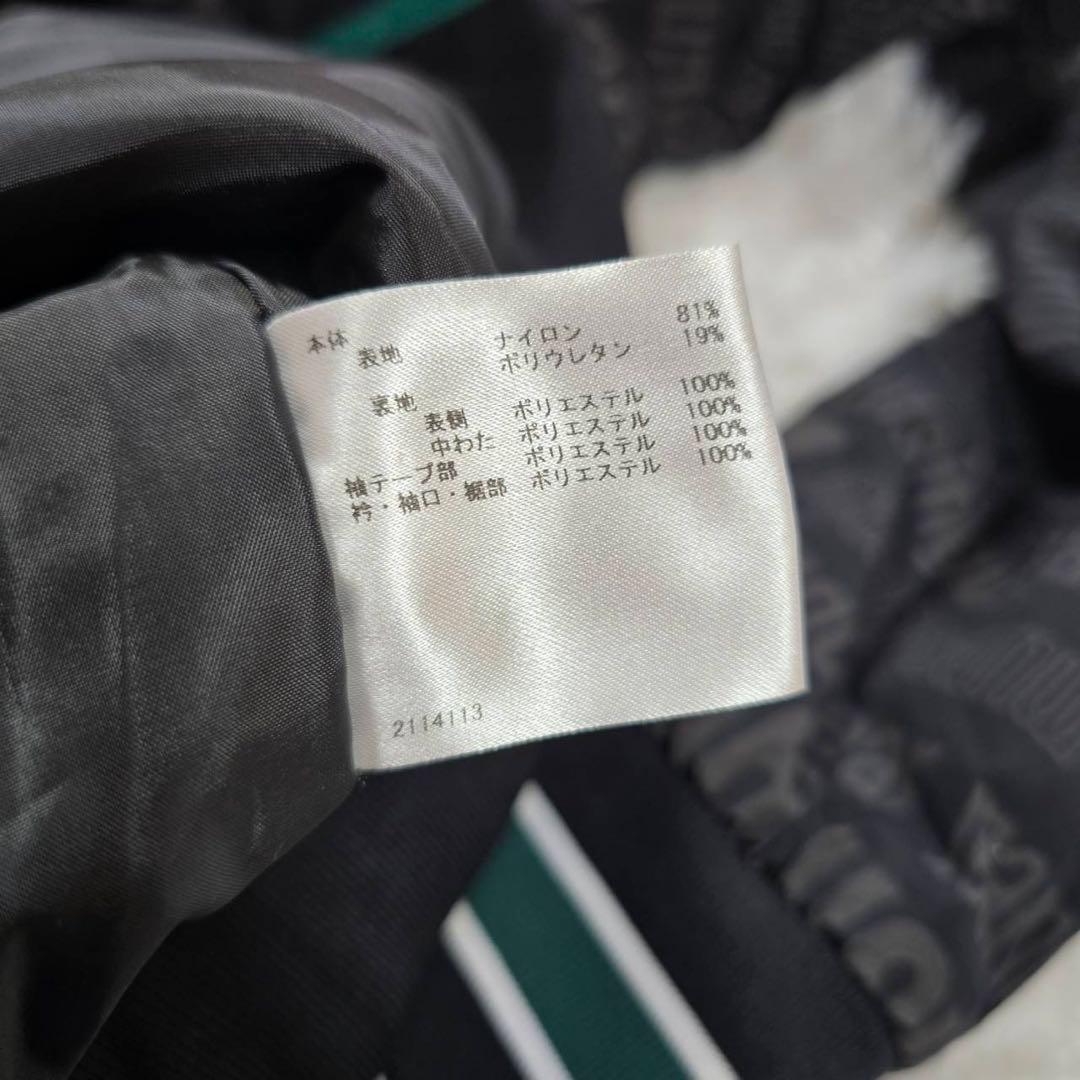 本体
表地 ナイロン 81%
ポリウレタン 19%
裏地
表側 ポリエステル 100%
中わた ポリエステル 100%
袖テープ部 ポリエステル 100%
衿・袖口・裾部 ポリエステル 100%
2114113